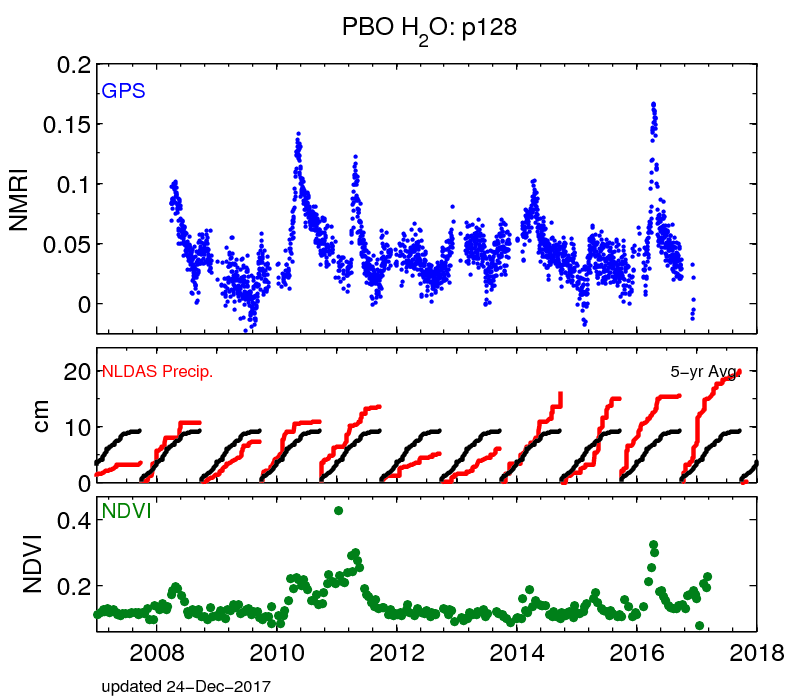 PBO H2O: p128
0.2
GPS
0.15
NMRI
0.1
0.05
0
20
NLDAS Precip.
5-yr Avg.
cm
10
0
NDVI
0.4
NDVI
0.2
2008 2010 2012 2014 2016 2018
updated 24-Dec-2017